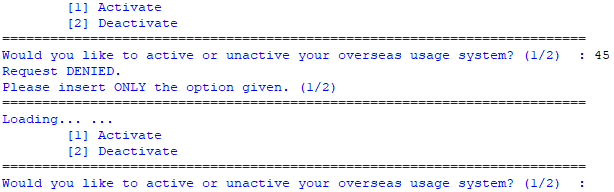 [1] Activate
[2] Deactivate
=========================================================================
Would you like to active or unactive your overseas usage system? (1/2)  : 45
Request DENIED.
Please insert ONLY the option given. (1/2)
=========================================================================
Loading... ...
[1] Activate
[2] Deactivate
=========================================================================
Would you like to active or unactive your overseas usage system? (1/2)  :